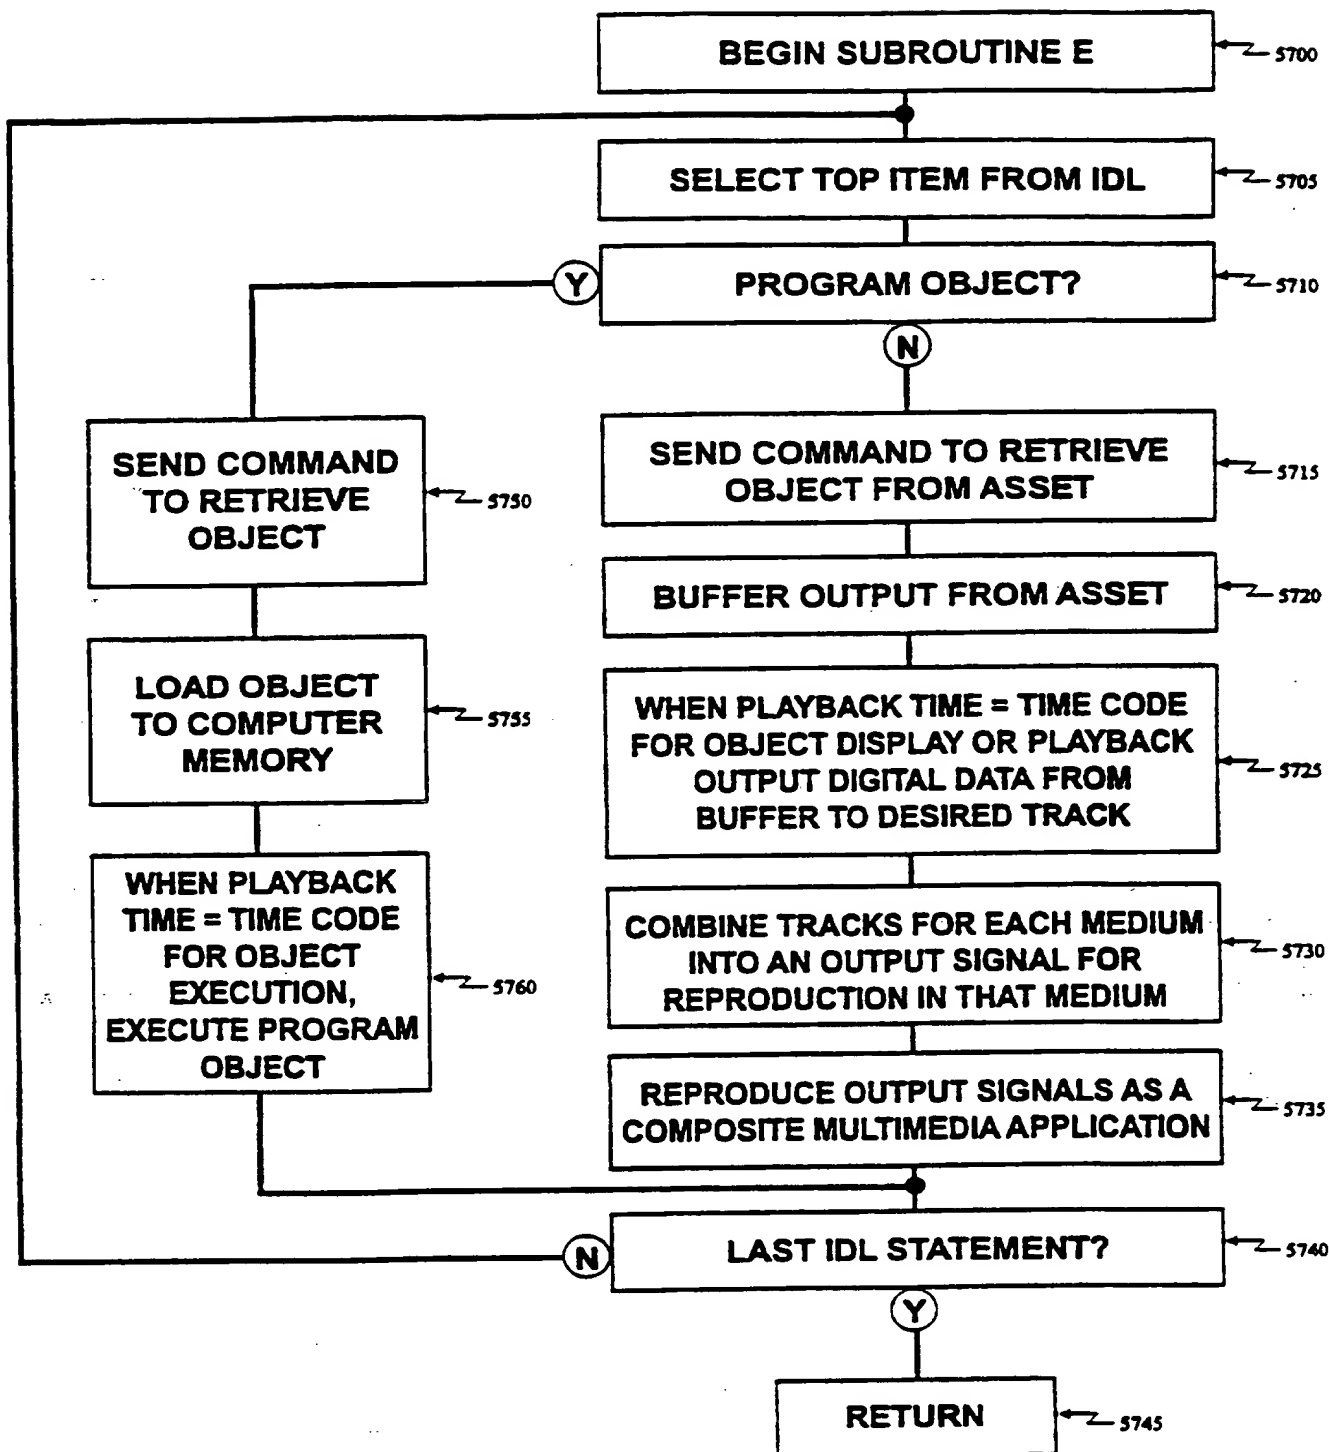 BEGIN SUBROUTINE E
5700
SELECT TOP ITEM FROM IDL
5705
Y
PROGRAM OBJECT?
5710
N
SEND COMMAND
TO RETRIEVE
OBJECT
5750
SEND COMMAND TO RETRIEVE
OBJECT FROM ASSET
5715
BUFFER OUTPUT FROM ASSET
5720
LOAD OBJECT
TO COMPUTER
MEMORY
5755
WHEN PLAYBACK TIME = TIME CODE
FOR OBJECT DISPLAY OR PLAYBACK
OUTPUT DIGITAL DATA FROM
BUFFER TO DESIRED TRACK
5725
WHEN PLAYBACK
TIME = TIME CODE
FOR OBJECT
EXECUTION,
EXECUTE PROGRAM
OBJECT
5760
COMBINE TRACKS FOR EACH MEDIUM
INTO AN OUTPUT SIGNAL FOR
REPRODUCTION IN THAT MEDIUM
5730
REPRODUCE OUTPUT SIGNALS AS A
COMPOSITE MULTIMEDIA APPLICATION
5735
N
LAST IDL STATEMENT?
5740
Y
RETURN
5745